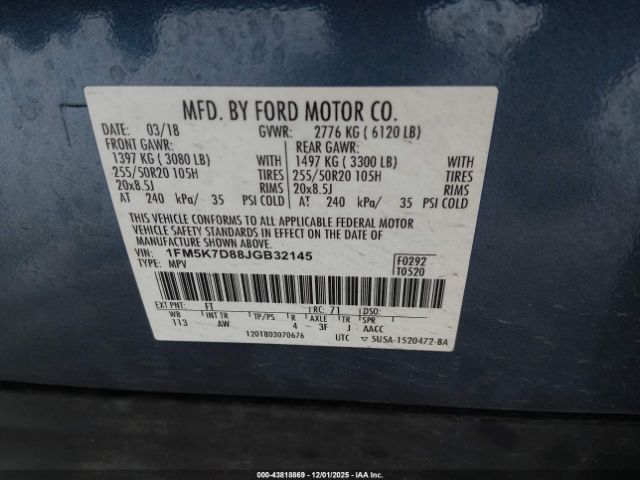 MFD. BY FORD MOTOR CO.
DATE: 03/18 GVWR: 2776 KG ( 6120 LB)
FRONT GAWR: REAR GAWR:
1397 KG ( 3080 LB) WITH 1497 KG ( 3300 LB) WITH
255/50R20 105H TIRES 255/50R20 105H TIRES
20x8.5J RIMS 20x8.5J RIMS
AT 240 kPa/ 35 PSI COLD AT 240 kPa/ 35 PSI COLD
THIS VEHICLE CONFORMS TO ALL APPLICABLE FEDERAL MOTOR
VEHICLE SAFETY STANDARDS IN EFFECT ON THE DATE OF
MANUFACTURE SHOWN ABOVE.
VIN: 1FM5K7D88JGB32145 F0292
TYPE: MPV T0520
EXT PNT: FT RC: 71 DSO:
WB INT TR TP/PS R AXLE TR SPR
113 AW 4 3F J AACC
1201803070676 UTC ▽ 5U5A-1520472-BA
000-43818869 - 12/01/2025 - IAAI.COM